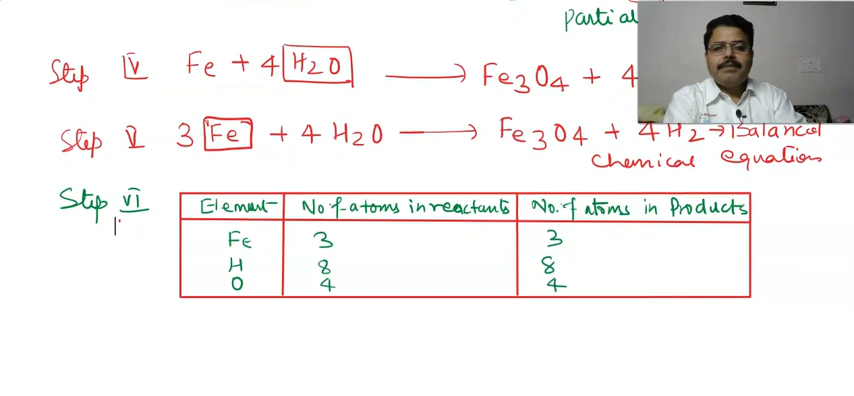 partial
Step IV Fe + 4 H2O → Fe3O4 + 4
Step V 3 Fe + 4 H2O → Fe3O4 + 4 H2 → Balanced
chemical equation
Step VI
Element No. of atoms in reactants No. of atoms in Products
Fe 3 3
H 8 8
O 4 4